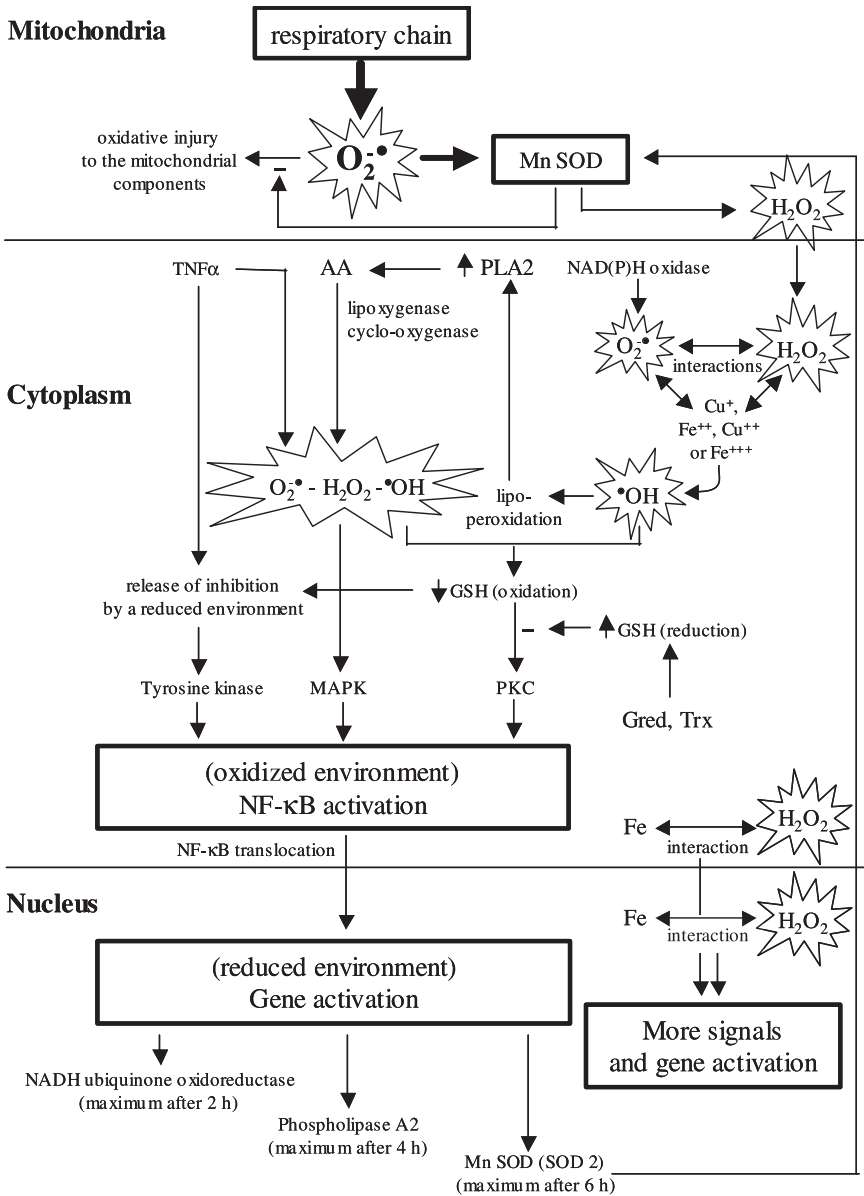 Mitochondria
respiratory chain
oxidative injury
to the mitochondrial
components
–
O₂⁻•
Mn SOD
H₂O₂
Cytoplasm
TNFα
AA
PLA2
NAD(P)H oxidase
lipoxygenase
cyclo-oxygenase
O₂⁻•
interactions
H₂O₂
Cu⁺,
Fe⁺⁺, Cu⁺⁺
or Fe⁺⁺⁺
O₂⁻• - H₂O₂ -•OH
lipo-
peroxidation
•OH
release of inhibition
by a reduced environment
GSH (oxidation)
–
GSH (reduction)
Tyrosine kinase
MAPK
PKC
Gred, Trx
(oxidized environment)
NF-κB activation
Fe
interaction
H₂O₂
NF-κB translocation
Nucleus
Fe
interaction
H₂O₂
(reduced environment)
Gene activation
More signals
and gene activation
NADH ubiquinone oxidoreductase
(maximum after 2 h)
Phospholipase A2
(maximum after 4 h)
Mn SOD (SOD 2)
(maximum after 6 h)